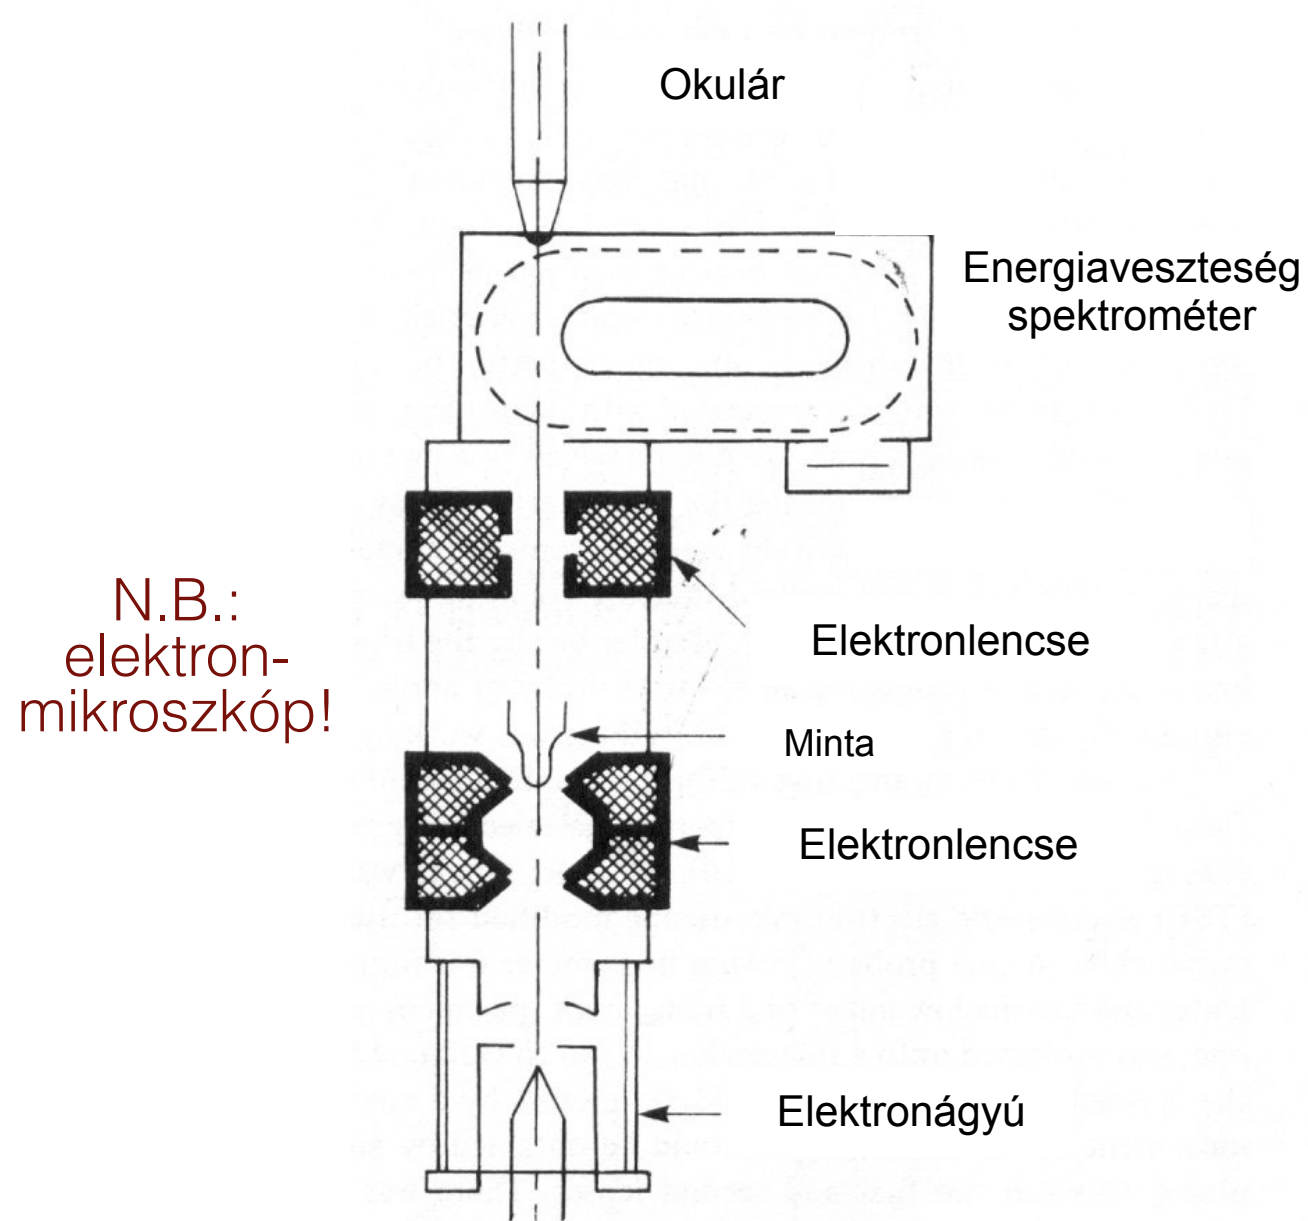 Okulár
Energiaveszteség
spektrométer
N.B.:
elektron-
mikroszkóp!
Elektronlencse
Minta
Elektronlencse
Elektronágyú